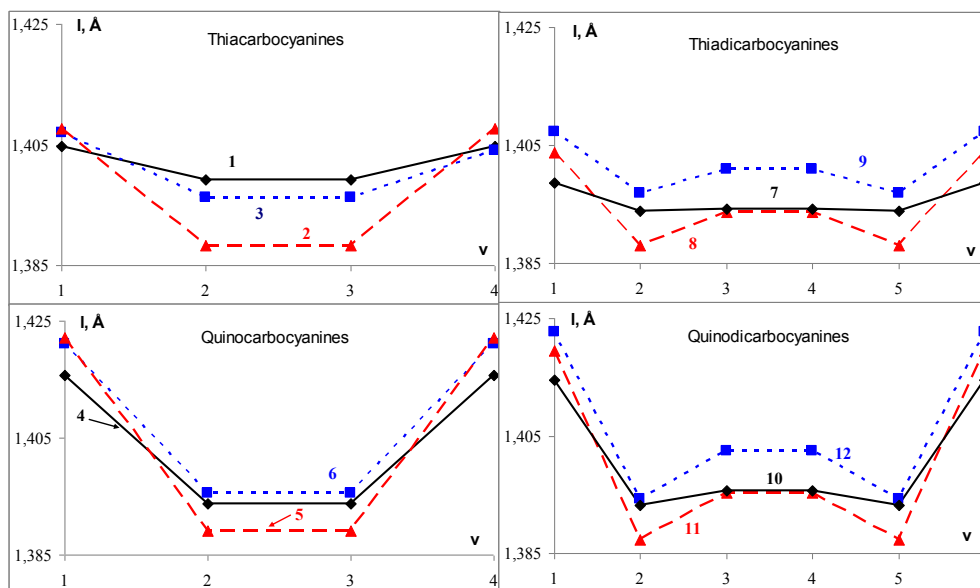 1,425
l, Å
Thiacarbocyanines
1,405
1
3
2
v
1,385
1 2 3 4
1,425
l, Å
Thiadicarbocyanines
1,405
9
7
8
v
1,385
1 2 3 4 5
l, Å
1,425
Quinocarbocyanines
4
1,405
6
5
v
1,385
1 2 3 4
l, Å
1,425
Quinodicarbocyanines
1,405
12
10
11
v
1,385
1 2 3 4 5